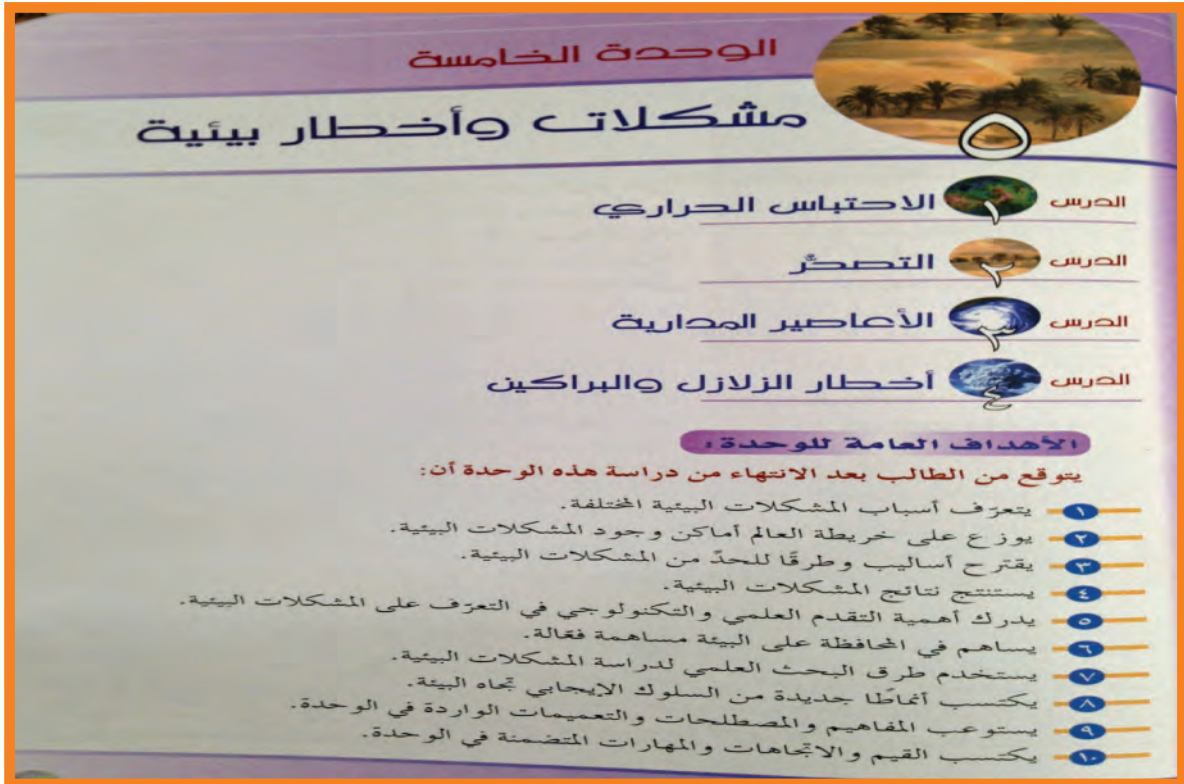 الوحدة الخامسة
٥
مشكلات وأخطار بيئية
الدرس ١ الاحتباس الحراري
الدرس ٢ التصحُّر
الدرس ٣ الأعاصير المدارية
الدرس ٤ أخطار الزلازل والبراكين
الأهداف العامة للوحدة :
يتوقع من الطالب بعد الانتهاء من دراسة هذه الوحدة أن:
١ يتعرّف أسباب المشكلات البيئية المختلفة.
٢ يوزع على خريطة العالم أماكن وجود المشكلات البيئية.
٣ يقترح أساليب وطرقًا للحدّ من المشكلات البيئية.
٤ يستنتج نتائج المشكلات البيئية.
٥ يدرك أهمية التقدم العلمي والتكنولوجي في التعرّف على المشكلات البيئية.
٦ يساهم في المحافظة على البيئة مساهمة فعّالة.
٧ يستخدم طرق البحث العلمي لدراسة المشكلات البيئية.
٨ يكتسب أنماطًا جديدة من السلوك الإيجابي تجاه البيئة.
٩ يستوعب المفاهيم والمصطلحات والتعميمات الواردة في الوحدة.
١٠ يكتسب القيم والاتجاهات والمهارات المتضمنة في الوحدة.